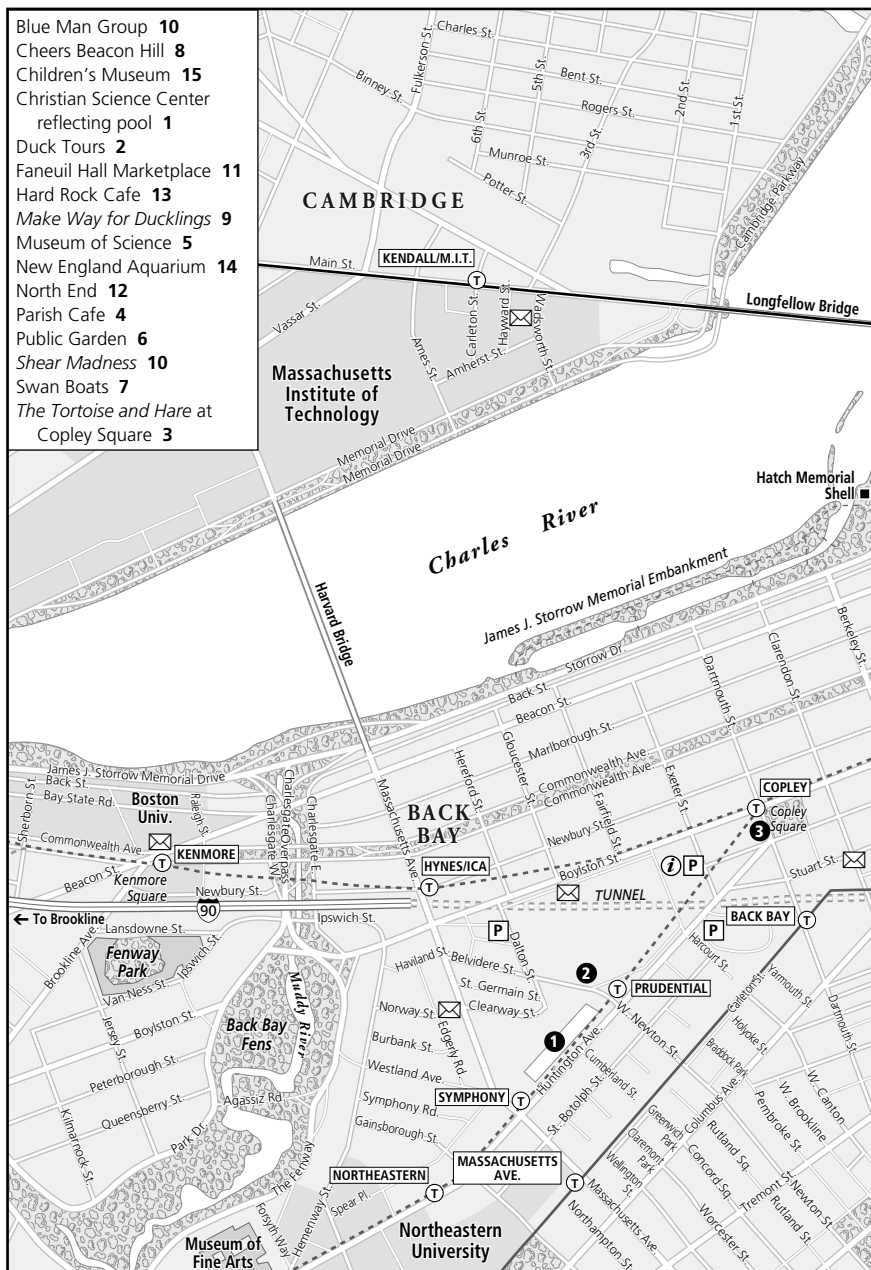 Blue Man Group 10
Cheers Beacon Hill 8
Children's Museum 15
Christian Science Center
reflecting pool 1
Duck Tours 2
Faneuil Hall Marketplace 11
Hard Rock Cafe 13
Make Way for Ducklings 9
Museum of Science 5
New England Aquarium 14
North End 12
Parish Cafe 4
Public Garden 6
Shear Madness 10
Swan Boats 7
The Tortoise and Hare at
Copley Square 3
Charles St.
Fulkerson St.
Binney St.
5th St.
Bent St.
2nd St.
1st St.
Rogers St.
6th St.
3rd St.
Munroe St.
Potter St.
CAMBRIDGE
Cambridge Parkway
KENDALL/M.I.T.
T
Main St.
Longfellow Bridge
Vassar St.
Carleton St.
Hayward St.
Wadsworth St.
Ames St.
Amherst St.
Massachusetts
Institute of
Technology
Memorial Drive
Memorial Drive
Hatch Memorial
Shell
Charles River
Harvard Bridge
James J. Storrow Memorial Embankment
Storrow Dr.
Back St.
Beacon St.
Marlborough St.
Commonwealth Ave.
Commonwealth Ave.
Berkeley St.
Clarendon St.
Dartmouth St.
Exeter St.
Fairfield St.
Gloucester St.
Hereford St.
Massachusetts Ave.
Newbury St.
Boylston St.
BACK
BAY
COPLEY
T
Copley
Square
3
James J. Storrow Memorial Drive
Back St.
Bay State Rd.
Sherborn St.
Boston
Univ.
Raleigh St.
Charlesgate W.
Charlesgate Overpass
Charlesgate E.
Commonwealth Ave.
KENMORE
T
Kenmore
Square
Beacon St.
Newbury St.
HYNES/ICA
T
i
P
Stuart St.
TUNNEL
90
← To Brookline
Ipswich St.
Lansdowne St.
Brookline Ave.
Fenway
Park
Ipswich St.
Van Ness St.
Jersey St.
Boylston St.
Peterborough St.
Queensberry St.
Kilmarnock St.
Park Dr.
Muddy River
Back Bay
Fens
Agassiz Rd
The Fenway
P
Dalton St.
P
BACK BAY
T
Harcourt St.
Haviland St.
Belvidere St.
2
St. Germain St.
Clearway St.
PRUDENTIAL
T
Norway St.
Edgerly Rd.
Burbank St.
1
Huntington Ave.
W. Newton St.
Westland Ave.
Cumberland St.
St. Botolph St.
Symphony Rd.
SYMPHONY
T
Gainsborough St.
Carleton St.
Yarmouth St.
Holyoke St.
Braddock Park
Columbus Ave.
Dartmouth St.
W. Canton
W. Brookline
Pembroke St.
Rutland Sq.
Concord Sq.
Greenwich
Park
Claremont
Park
Wellington
St.
Worcester St.
Tremont St.
W. Newton St.
Rutland St.
Massachusetts Ave
Northampton St.
MASSACHUSETTS
AVE.
T
NORTHEASTERN
T
Spear Pl.
Hemenway St.
Forsyth Way
Northeastern
University
Museum of
Fine Arts